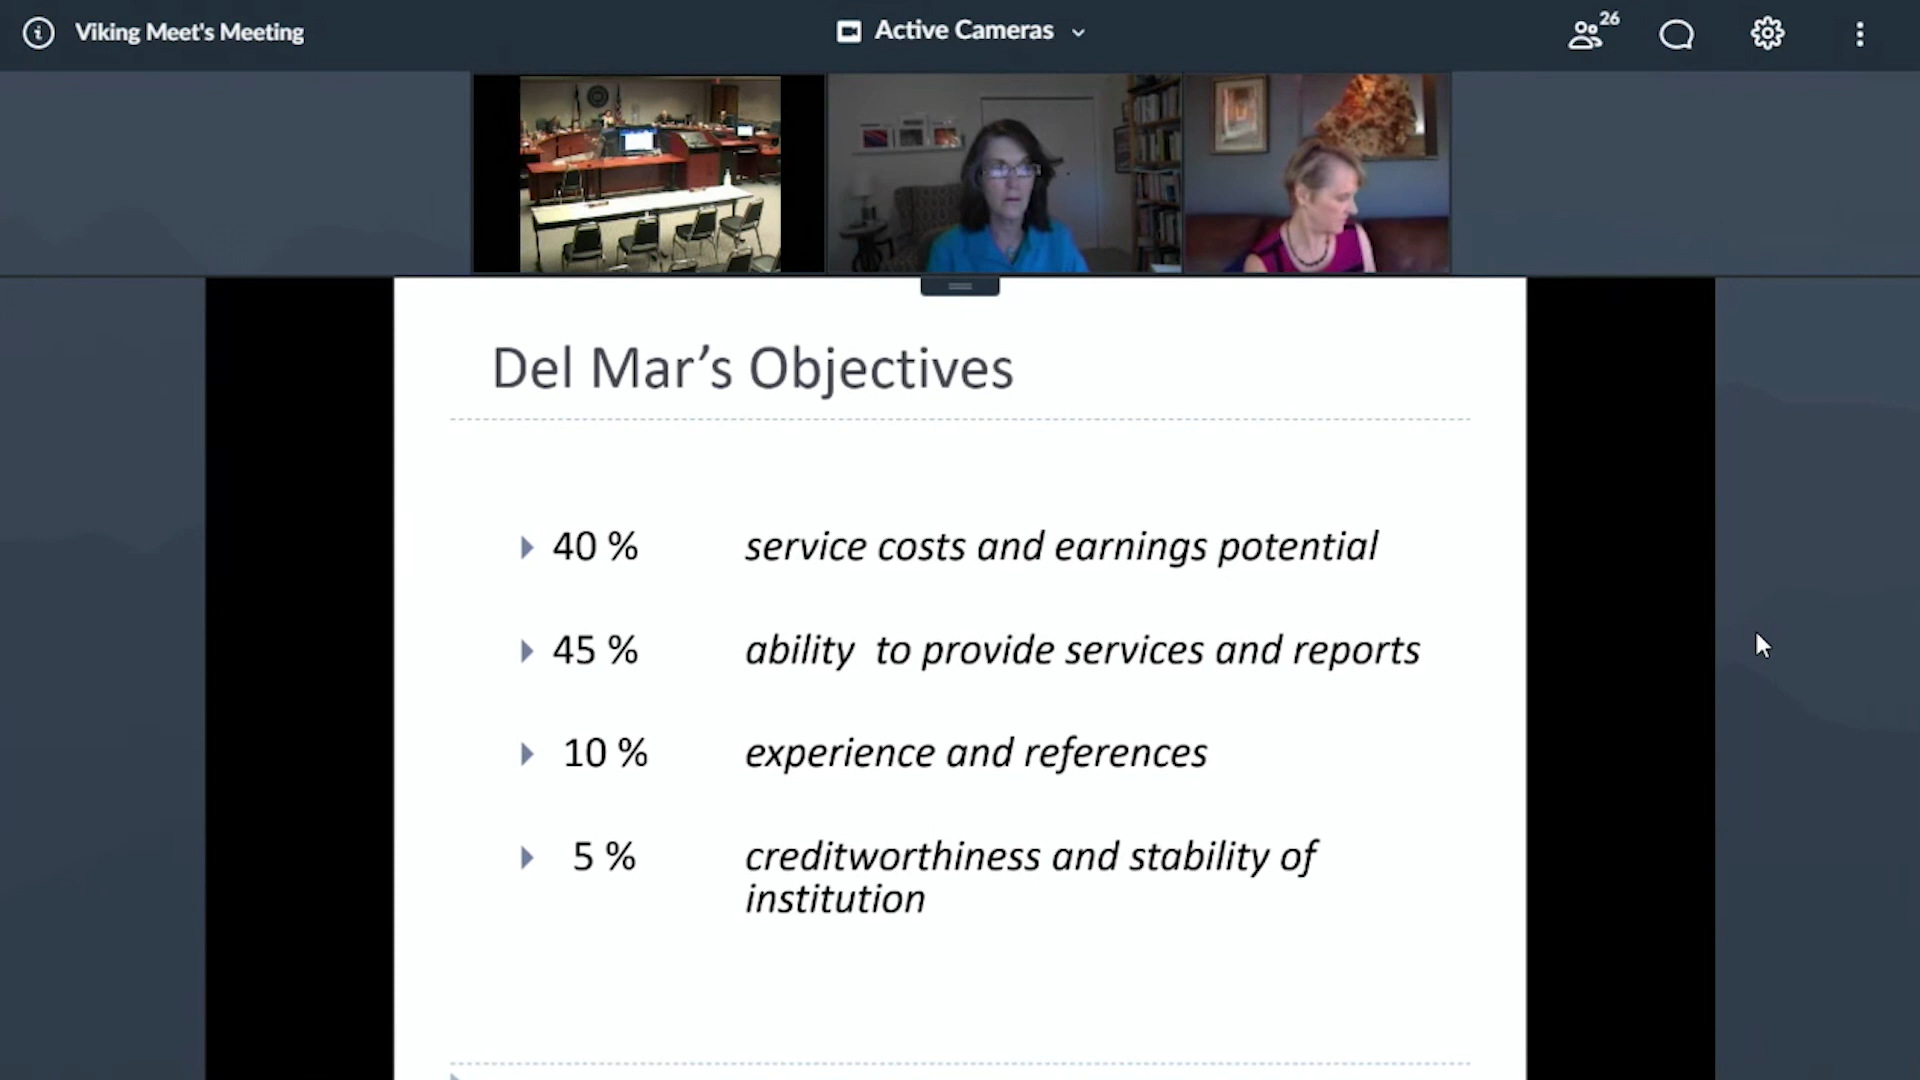 Viking Meet's Meeting
Active Cameras
26
Del Mar’s Objectives
40 % service costs and earnings potential
45 % ability to provide services and reports
10 % experience and references
5 % creditworthiness and stability of
institution